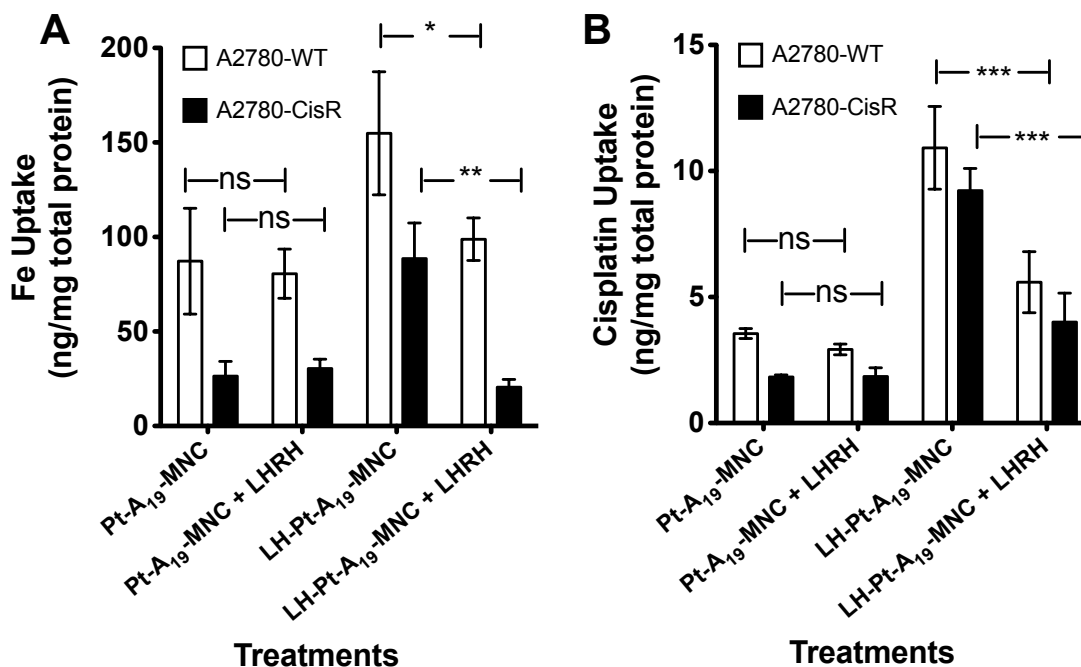 A
Fe Uptake
(ng/mg total protein)
200
150
100
50
0
A2780-WT
A2780-CisR
ns
ns
*
**
Pt-A₁₉-MNC
Pt-A₁₉-MNC + LHRH
LH-Pt-A₁₉-MNC
LH-Pt-A₁₉-MNC + LHRH
Treatments
B
Cisplatin Uptake
(ng/mg total protein)
15
10
5
0
A2780-WT
A2780-CisR
ns
ns
***
***
Pt-A₁₉-MNC
Pt-A₁₉-MNC + LHRH
LH-Pt-A₁₉-MNC
LH-Pt-A₁₉-MNC + LHRH
Treatments